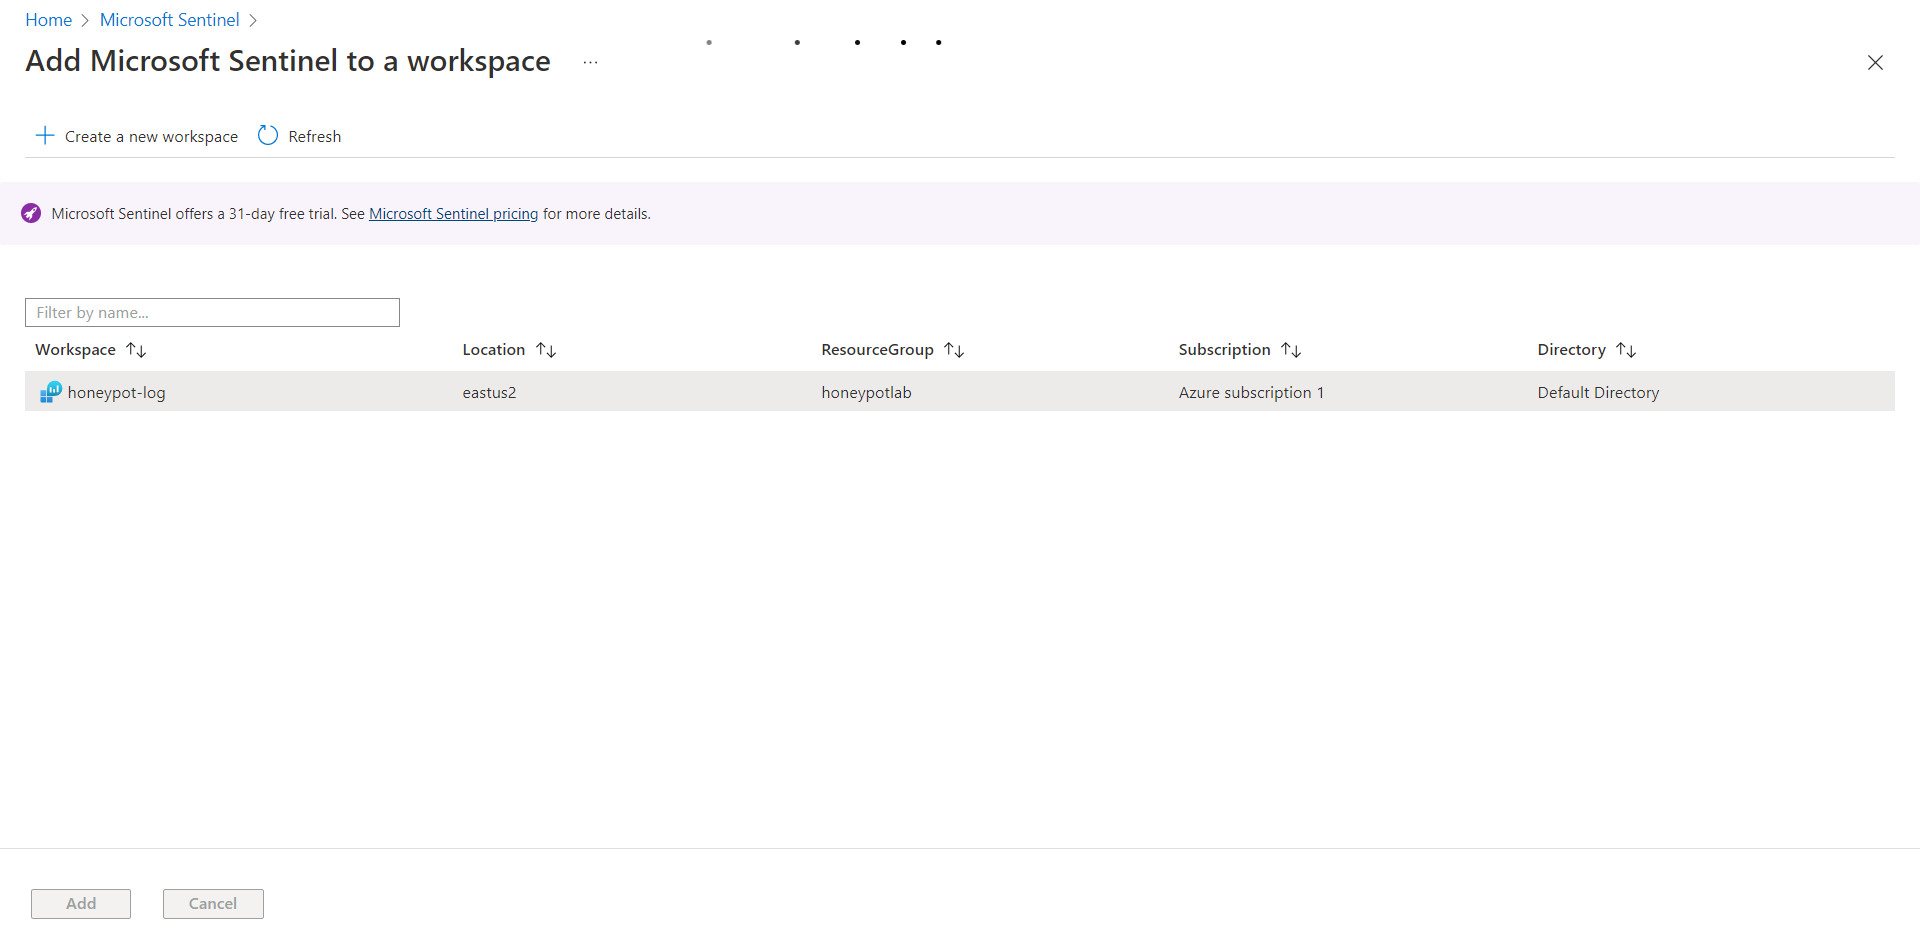 Home > Microsoft Sentinel >
Add Microsoft Sentinel to a workspace ...
Create a new workspace Refresh
Microsoft Sentinel offers a 31-day free trial. See Microsoft Sentinel pricing for more details.
Filter by name...
Workspace Location ResourceGroup Subscription Directory
honeypot-log eastus2 honeypotlab Azure subscription 1 Default Directory
Add Cancel